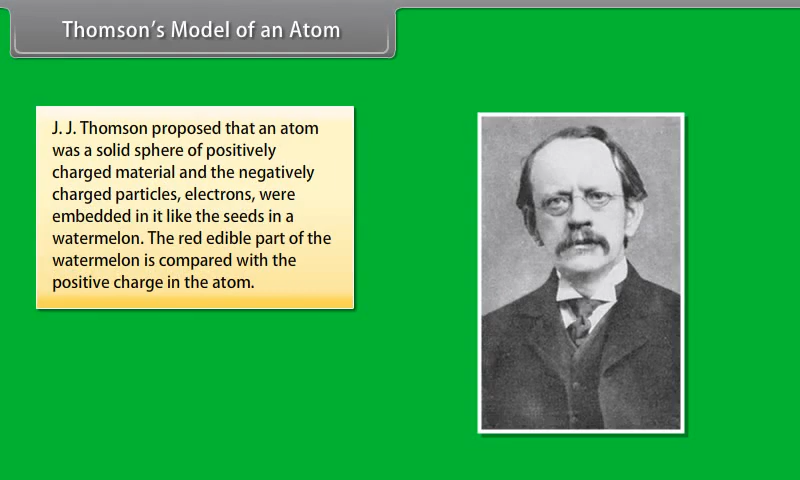 Thomson's Model of an Atom
J. J. Thomson proposed that an atom
was a solid sphere of positively
charged material and the negatively
charged particles, electrons, were
embedded in it like the seeds in a
watermelon. The red edible part of the
watermelon is compared with the
positive charge in the atom.